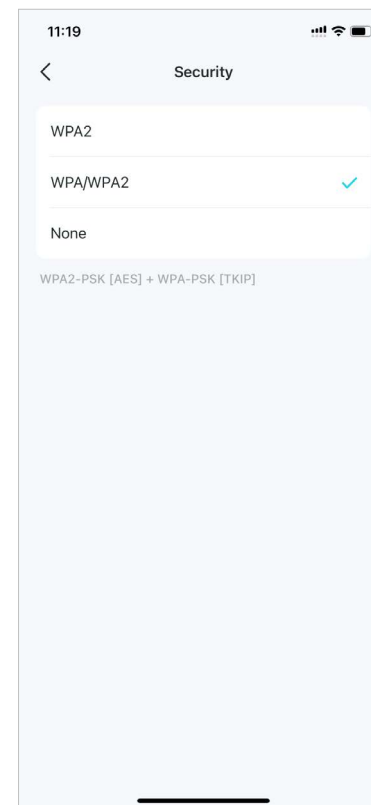 11:19
Security
WPA2
WPA/WPA2
None
WPA2-PSK [AES] + WPA-PSK [TKIP]